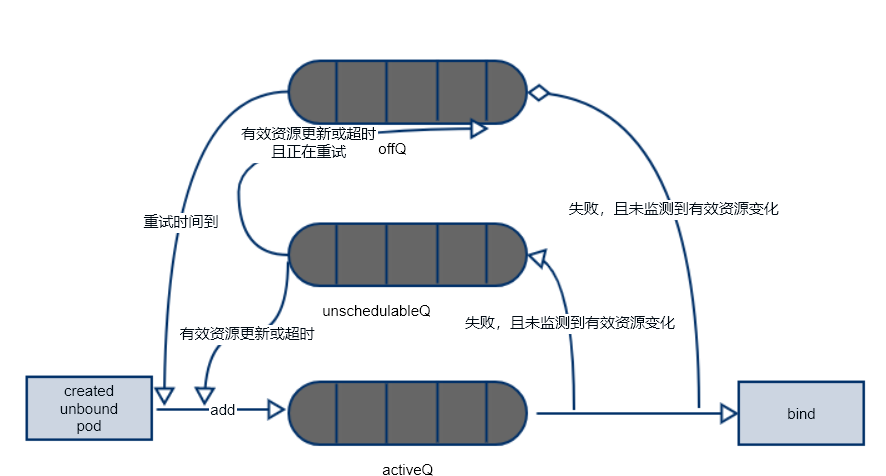 有效资源更新或超时
且正在重试
offQ
重试时间到
失败，且未监测到有效资源变化
unschedulableQ
有效资源更新或超时
失败，且未监测到有效资源变化
created
unbound
pod
add
bind
activeQ